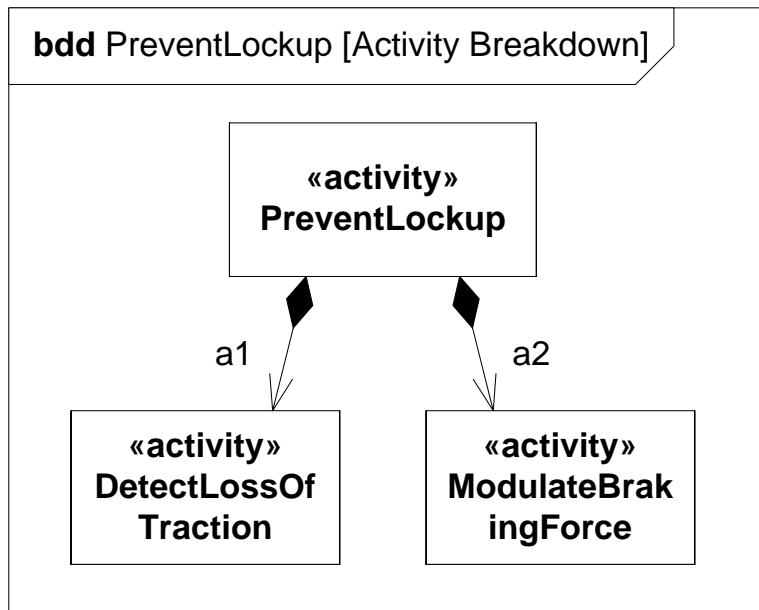 bdd PreventLockup [Activity Breakdown]
«activity»
PreventLockup
a1
a2
«activity»
DetectLossOf
Traction
«activity»
ModulateBrak
ingForce